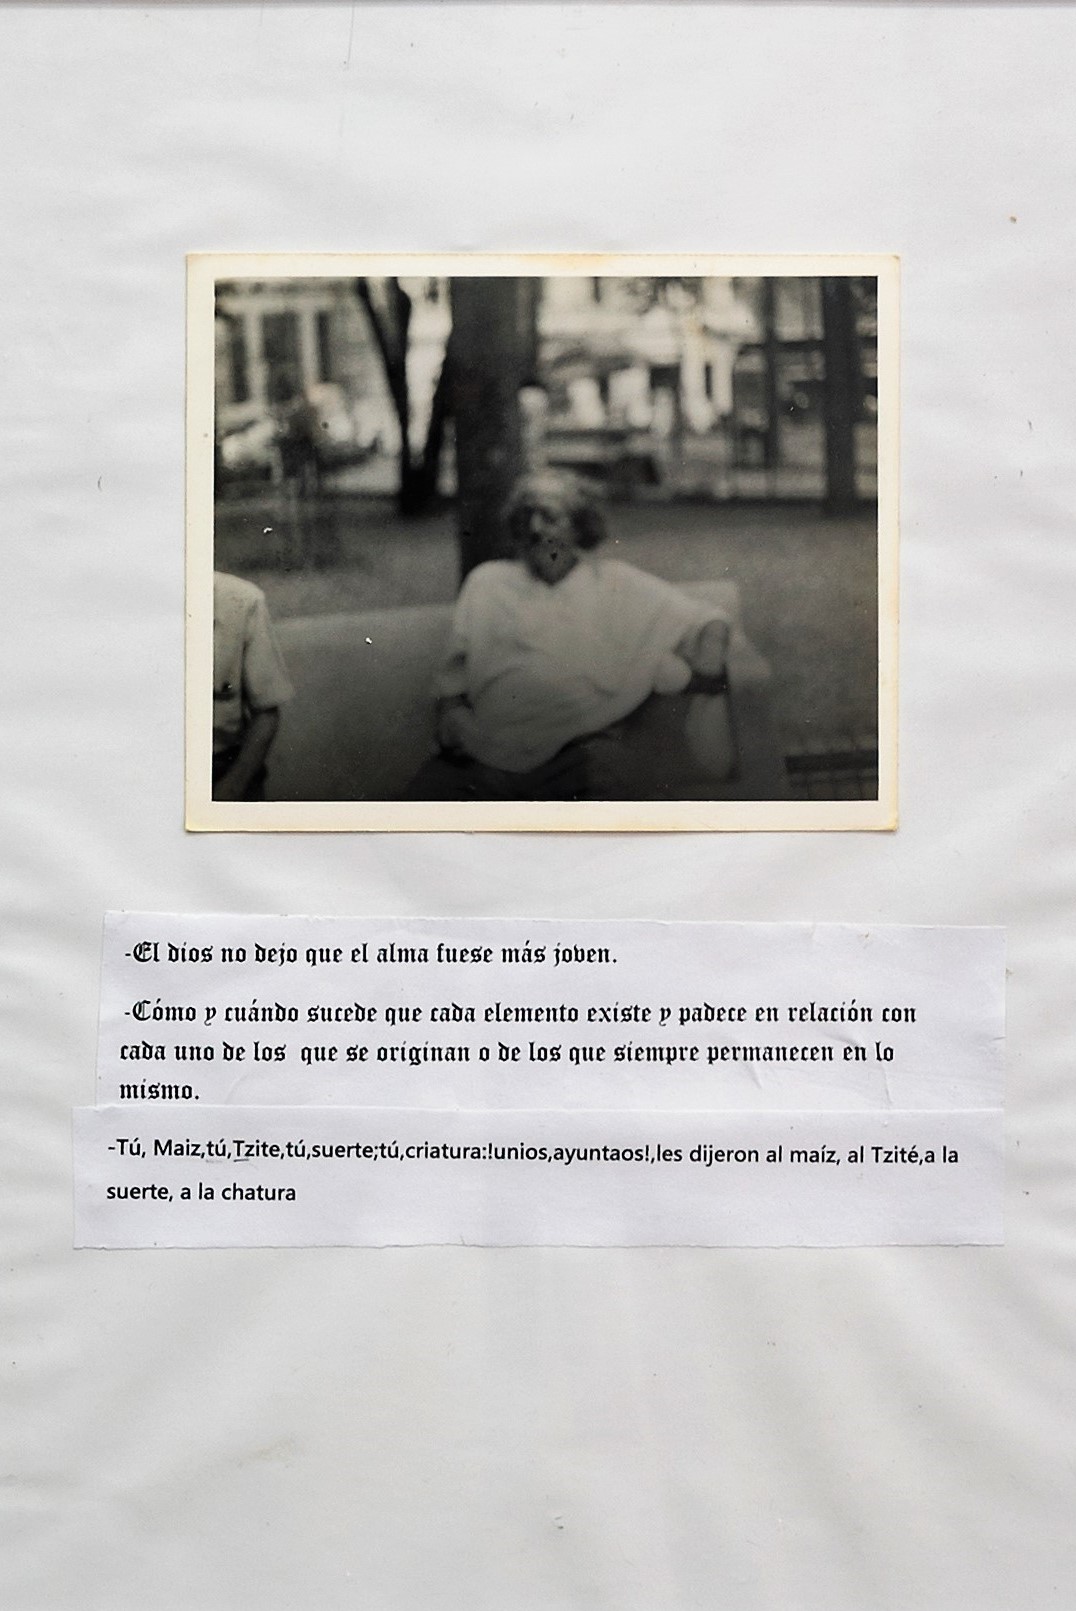 -El dios no dejo que el alma fuese más joven.
-Cómo y cuándo sucede que cada elemento existe y padece en relación con
cada uno de los  que se originan o de los que siempre permanecen en lo
mismo.
-Tú, Maiz,tú,Tzite,tú,suerte;tú,criatura:!unios,ayuntaos!,les dijeron al maíz, al Tzité,a la
suerte, a la chatura